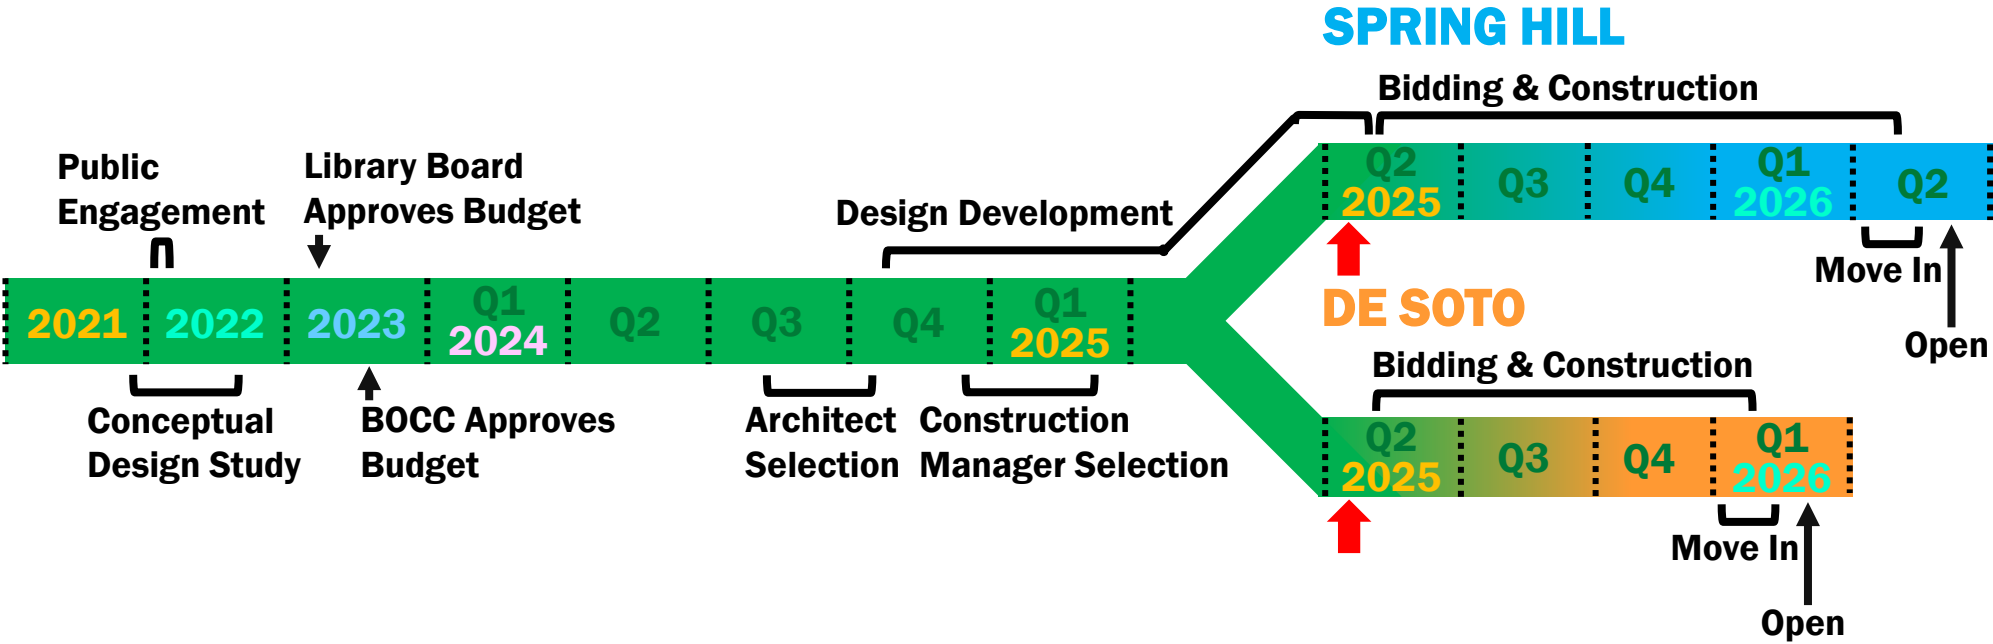 SPRING HILL
Bidding & Construction
Public
Engagement
Library Board
Approves Budget
Design Development
Q2
2025
Q3
Q4
Q1
2026
Q2
Move In
Open
2021
2022
2023
Q1
2024
Q2
Q3
Q4
Q1
2025
Conceptual
Design Study
BOCC Approves
Budget
Architect
Selection
Construction
Manager Selection
DE SOTO
Bidding & Construction
Q2
2025
Q3
Q4
Q1
2026
Move In
Open